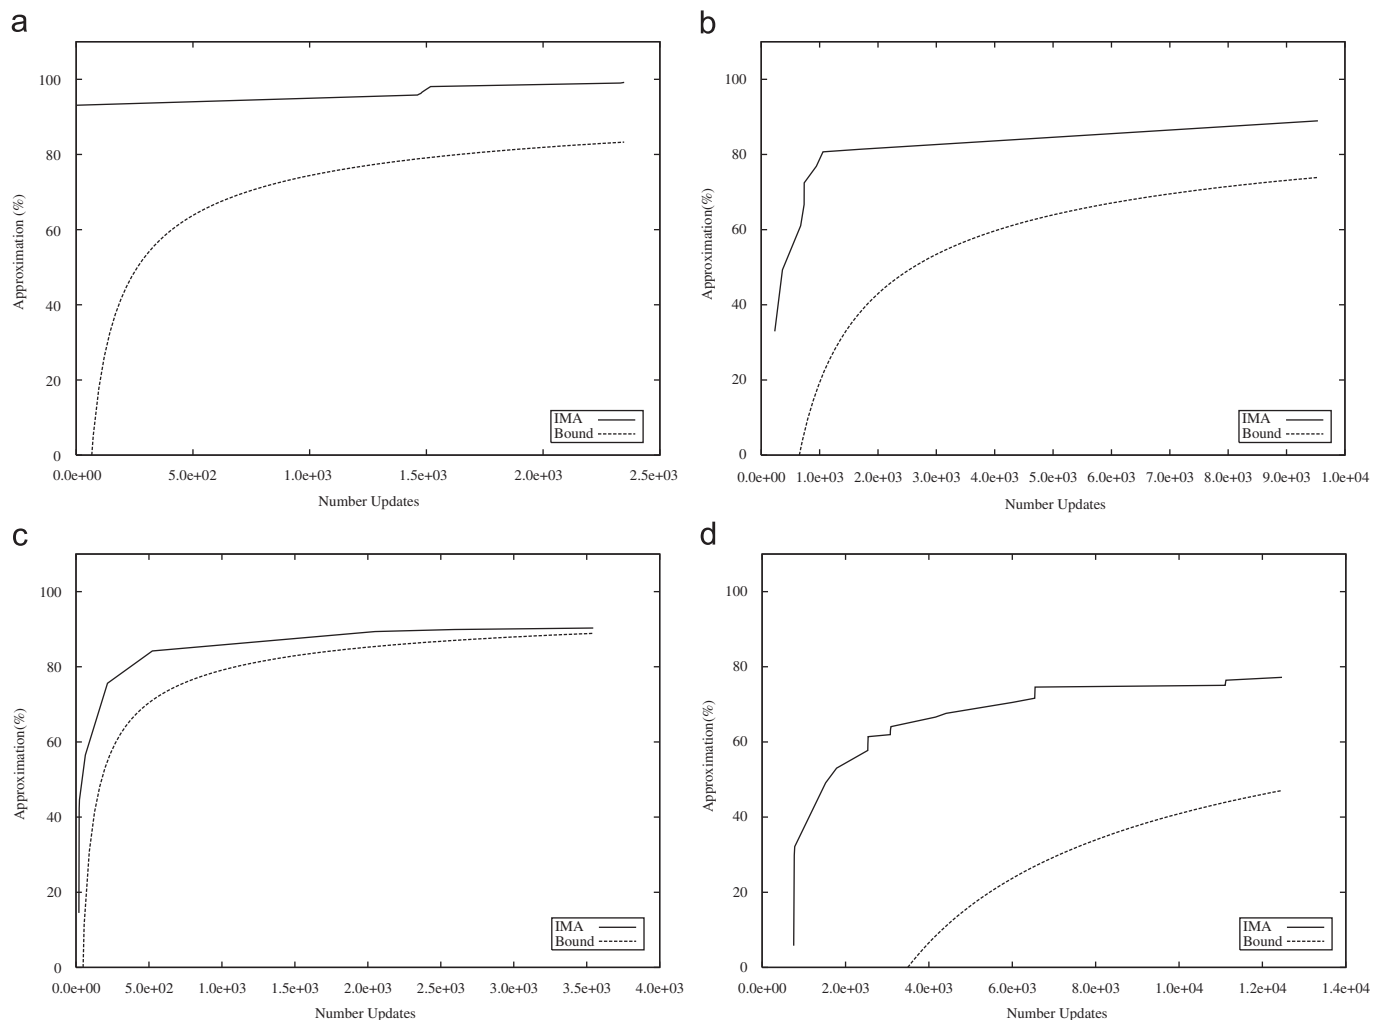 a
100
80
60
40
20
0
Approximation (%)
IMA
Bound
0.0e+00 5.0e+02 1.0e+03 1.5e+03 2.0e+03 2.5e+03
Number Updates
b
100
80
60
40
20
0
Approximation(%)
IMA
Bound
0.0e+00 1.0e+03 2.0e+03 3.0e+03 4.0e+03 5.0e+03 6.0e+03 7.0e+03 8.0e+03 9.0e+03 1.0e+04
Number Updates
c
100
80
60
40
20
0
Approximation(%)
IMA
Bound
0.0e+00 5.0e+02 1.0e+03 1.5e+03 2.0e+03 2.5e+03 3.0e+03 3.5e+03 4.0e+03
Number Updates
d
100
80
60
40
20
0
Approximation(%)
IMA
Bound
0.0e+00 2.0e+03 4.0e+03 6.0e+03 8.0e+03 1.0e+04 1.2e+04 1.4e+04
Number Updates